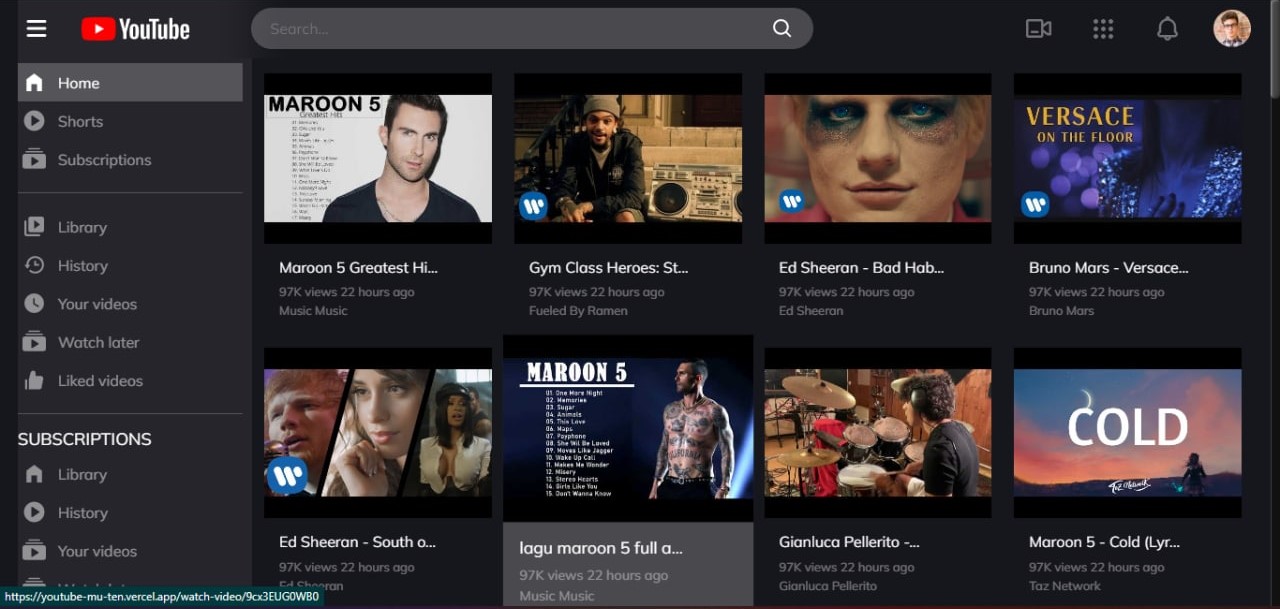 YouTube
Search...
Home
Shorts
Subscriptions
Library
History
Your videos
Watch later
Liked videos
SUBSCRIPTIONS
Library
History
Your videos
MAROON 5
Greatest Hits
Maroon 5 Greatest Hi...
97K views 22 hours ago
Music Music
Gym Class Heroes: St...
97K views 22 hours ago
Fueled By Ramen
Ed Sheeran - Bad Hab...
97K views 22 hours ago
Ed Sheeran
VERSACE
ON THE FLOOR
Bruno Mars - Versace...
97K views 22 hours ago
Bruno Mars
Ed Sheeran - South o...
97K views 22 hours ago
Ed Sheeran
MAROON 5
01. One More Night
02. Memories
03. Sugar
04. Animals
05. This Love
06. Maps
07. Payphone
08. She Will Be Loved
09. Moves Like Jagger
10. Wake Up Call
11. Makes Me Wonder
12. Misery
13. Stereo Hearts
14. Girls Like You
15. Don't Wanna Know
CALIFORNIA
lagu maroon 5 full a...
97K views 22 hours ago
Music Music
Gianluca Pellerito -...
97K views 22 hours ago
Gianluca Pellerito
COLD
Taz Network
Maroon 5 - Cold (Lyr...
97K views 22 hours ago
Taz Network
https://youtube-mu-ten.vercel.app/watch-video/9cx3EUG0WB0